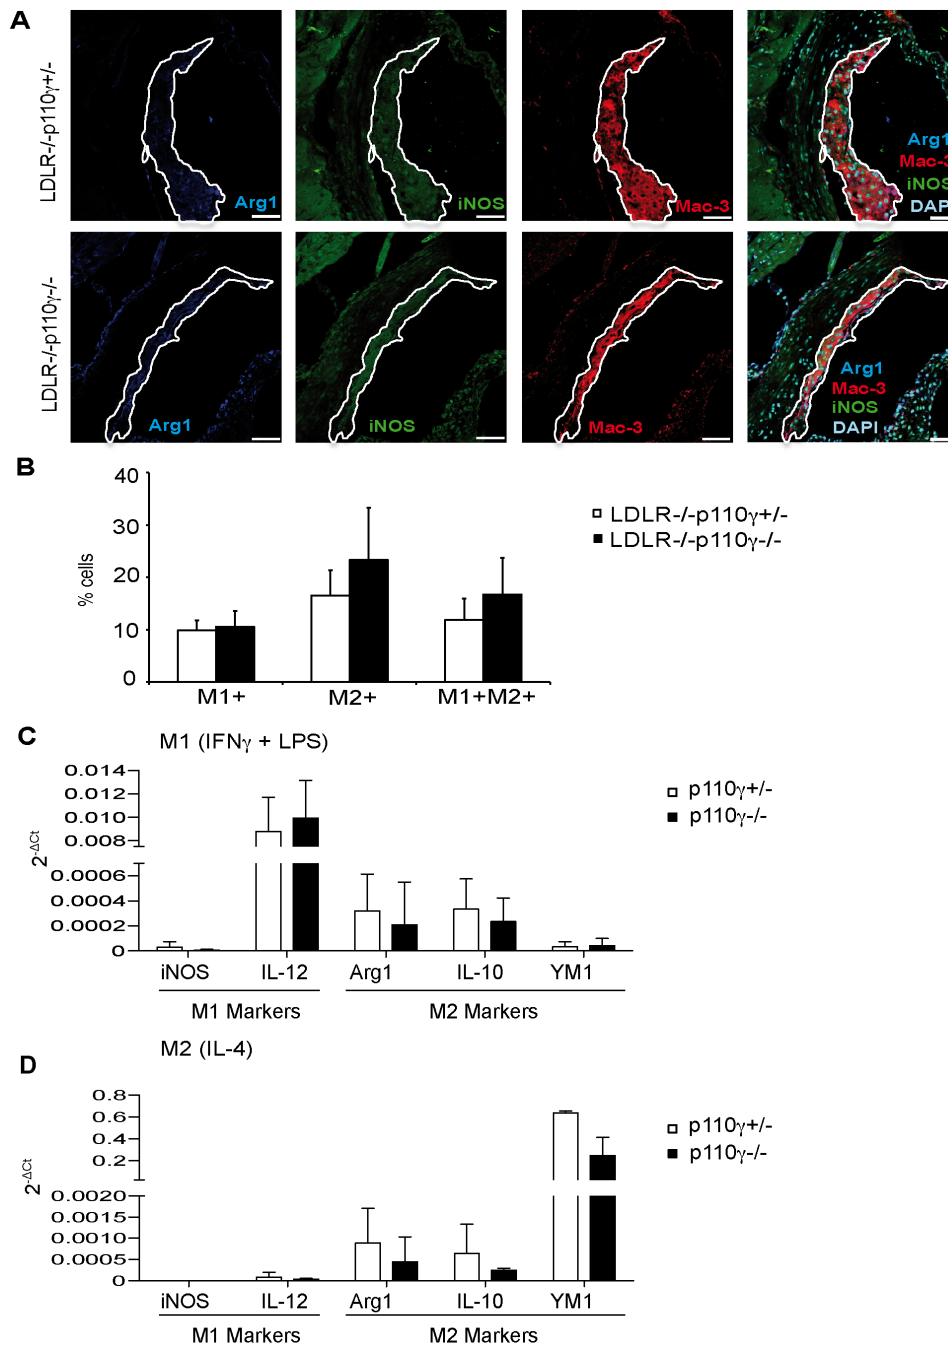 A
LDLR-/-p110γ+/-
Arg1
iNOS
Mac-3
Arg1
Mac-3
iNOS
DAPI
LDLR-/-p110γ-/-
Arg1
iNOS
Mac-3
Arg1
Mac-3
iNOS
DAPI
B
% cells
40
30
20
10
0
M1+
M2+
M1+M2+
LDLR-/-p110γ+/-
LDLR-/-p110γ-/-
C
M1 (IFNγ + LPS)
2-ΔCt
0.014
0.012
0.010
0.008
0.0006
0.0004
0.0002
0
iNOS
IL-12
Arg1
IL-10
YM1
M1 Markers
M2 Markers
p110γ+/-
p110γ-/-
D
M2 (IL-4)
2-ΔCt
0.8
0.6
0.4
0.2
0.0020
0.0015
0.0010
0.0005
0
iNOS
IL-12
Arg1
IL-10
YM1
M1 Markers
M2 Markers
p110γ+/-
p110γ-/-